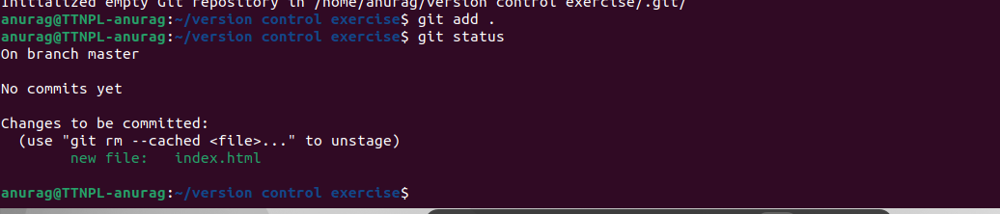 Initialized empty Git repository in /home/anurag/version control exercise/.git/
anurag@TTNPL-anurag:~/version control exercise$ git add .
anurag@TTNPL-anurag:~/version control exercise$ git status
On branch master
No commits yet
Changes to be committed:
(use "git rm --cached <file>..." to unstage)
new file:   index.html
anurag@TTNPL-anurag:~/version control exercise$